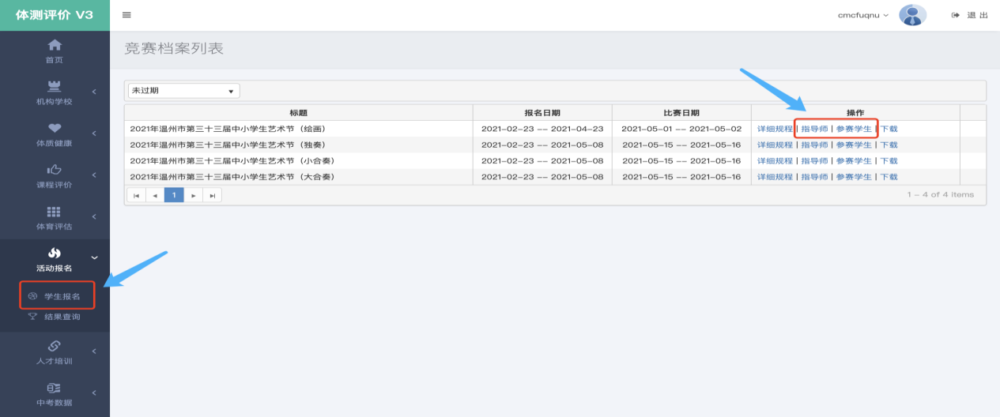 体测评价 V3
cmcfuqnu
退 出
首页
机构学校
体质健康
课程评价
体育评估
活动报名
学生报名
结果查询
人才培训
中考数据
竞赛档案列表
未过期
标题 报名日期 比赛日期 操作
2021年温州市第三十三届中小学生艺术节（绘画） 2021-02-23 -- 2021-04-23 2021-05-01 -- 2021-05-02 详细规程 | 指导师 | 参赛学生 | 下载
2021年温州市第三十三届中小学生艺术节（独奏） 2021-02-23 -- 2021-05-08 2021-05-15 -- 2021-05-16 详细规程 | 指导师 | 参赛学生 | 下载
2021年温州市第三十三届中小学生艺术节（小合奏） 2021-02-23 -- 2021-05-08 2021-05-15 -- 2021-05-16 详细规程 | 指导师 | 参赛学生 | 下载
2021年温州市第三十三届中小学生艺术节（大合奏） 2021-02-23 -- 2021-05-08 2021-05-15 -- 2021-05-16 详细规程 | 指导师 | 参赛学生 | 下载
1
1 - 4 of 4 items